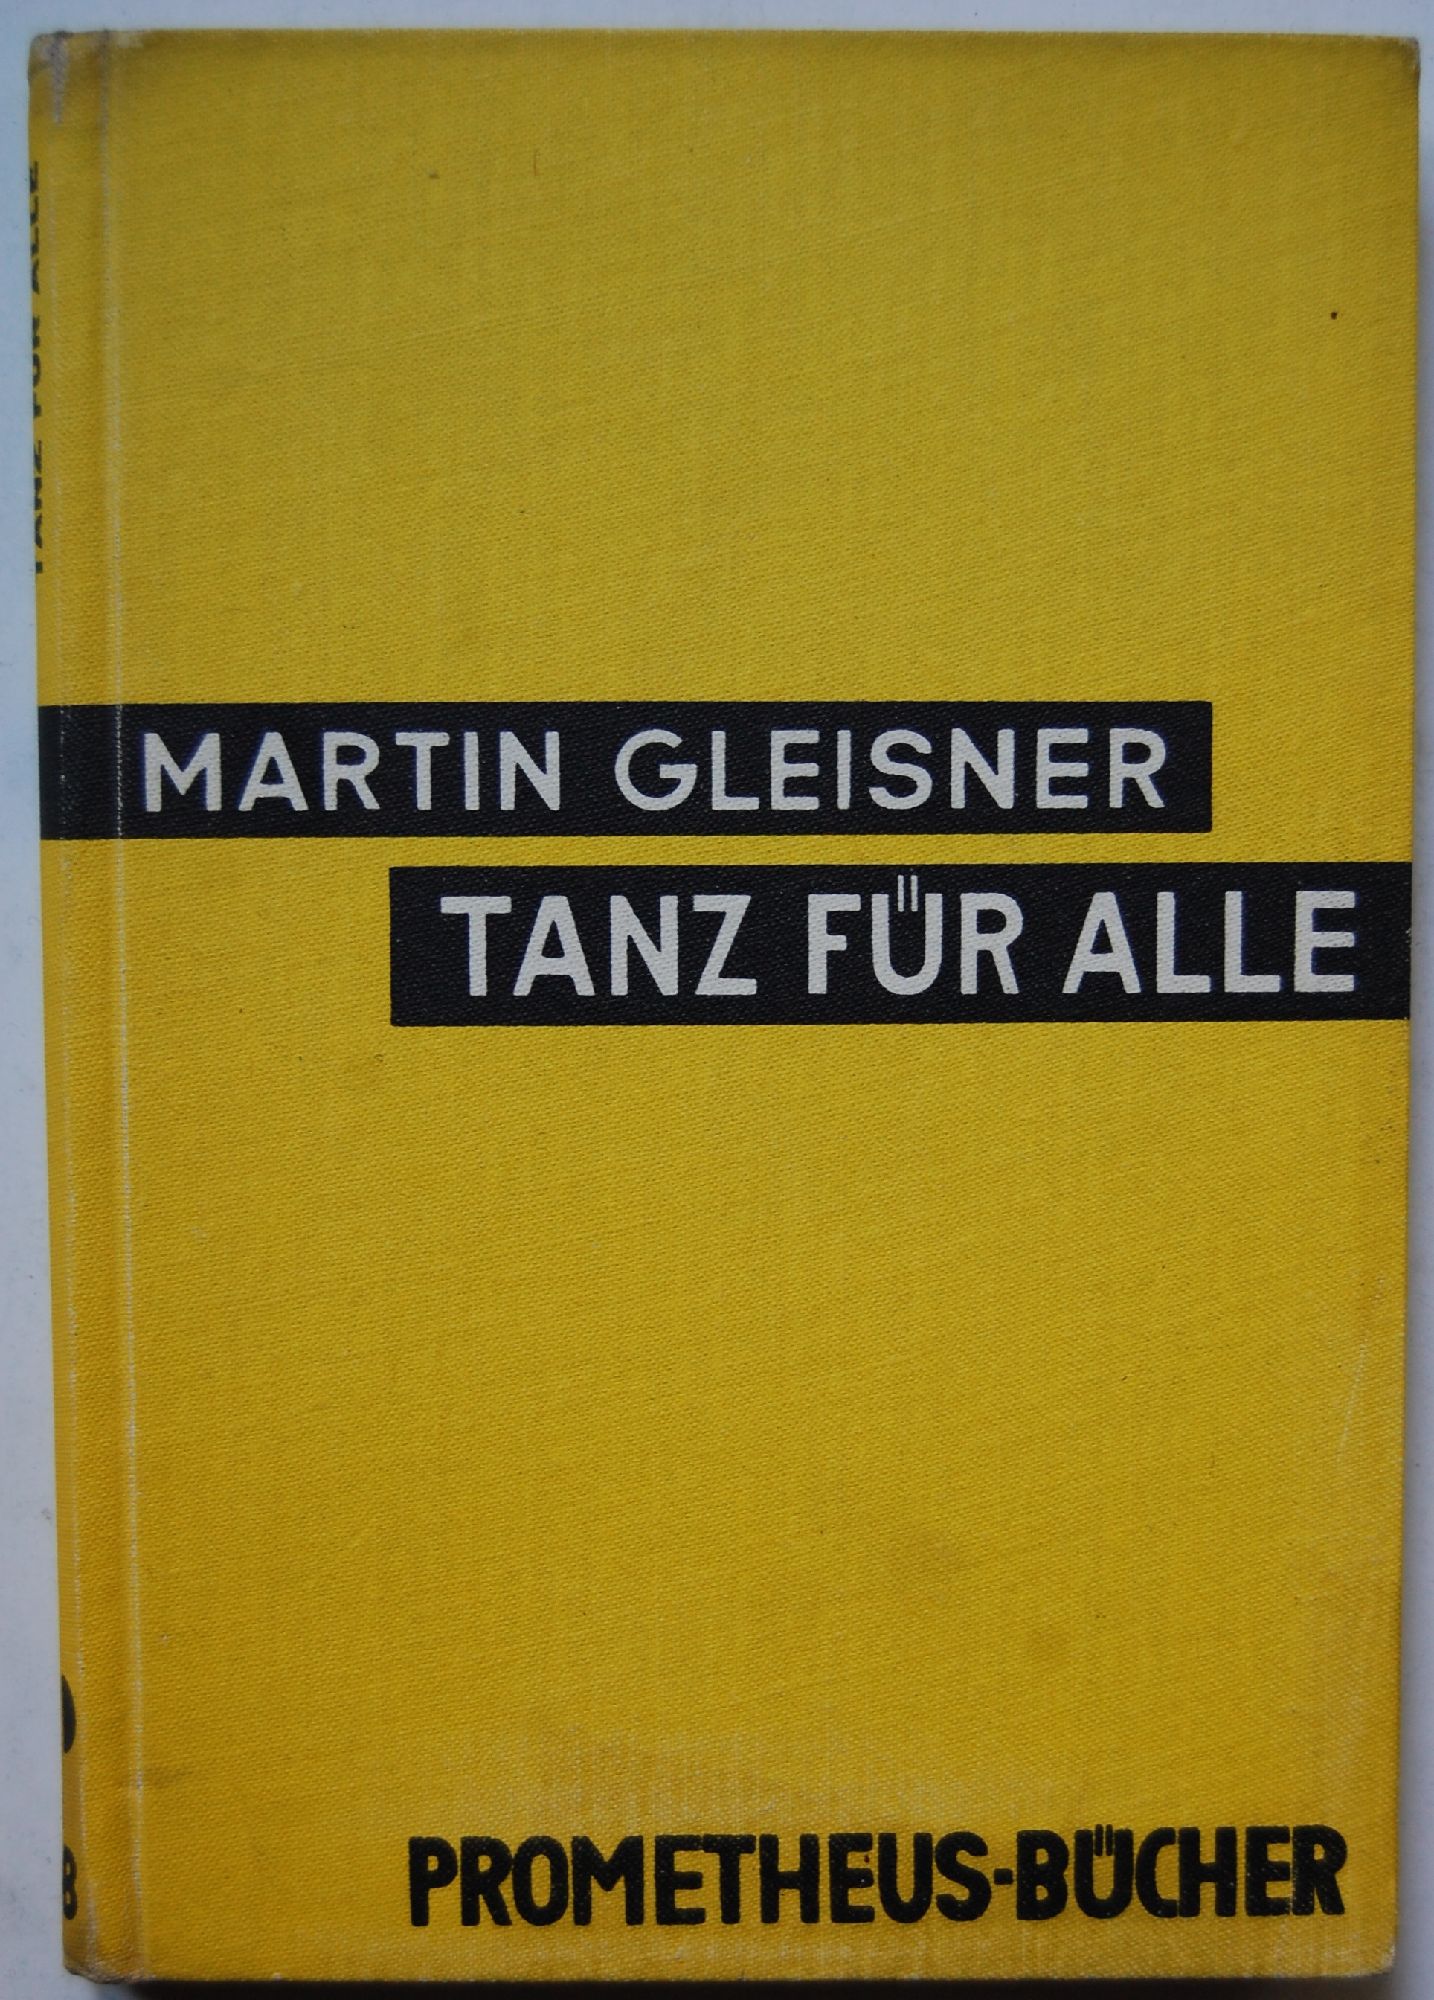 MARTIN GLEISNER
TANZ FÜR ALLE
PROMETHEUS-BÜCHER
TANZ FÜR ALLE